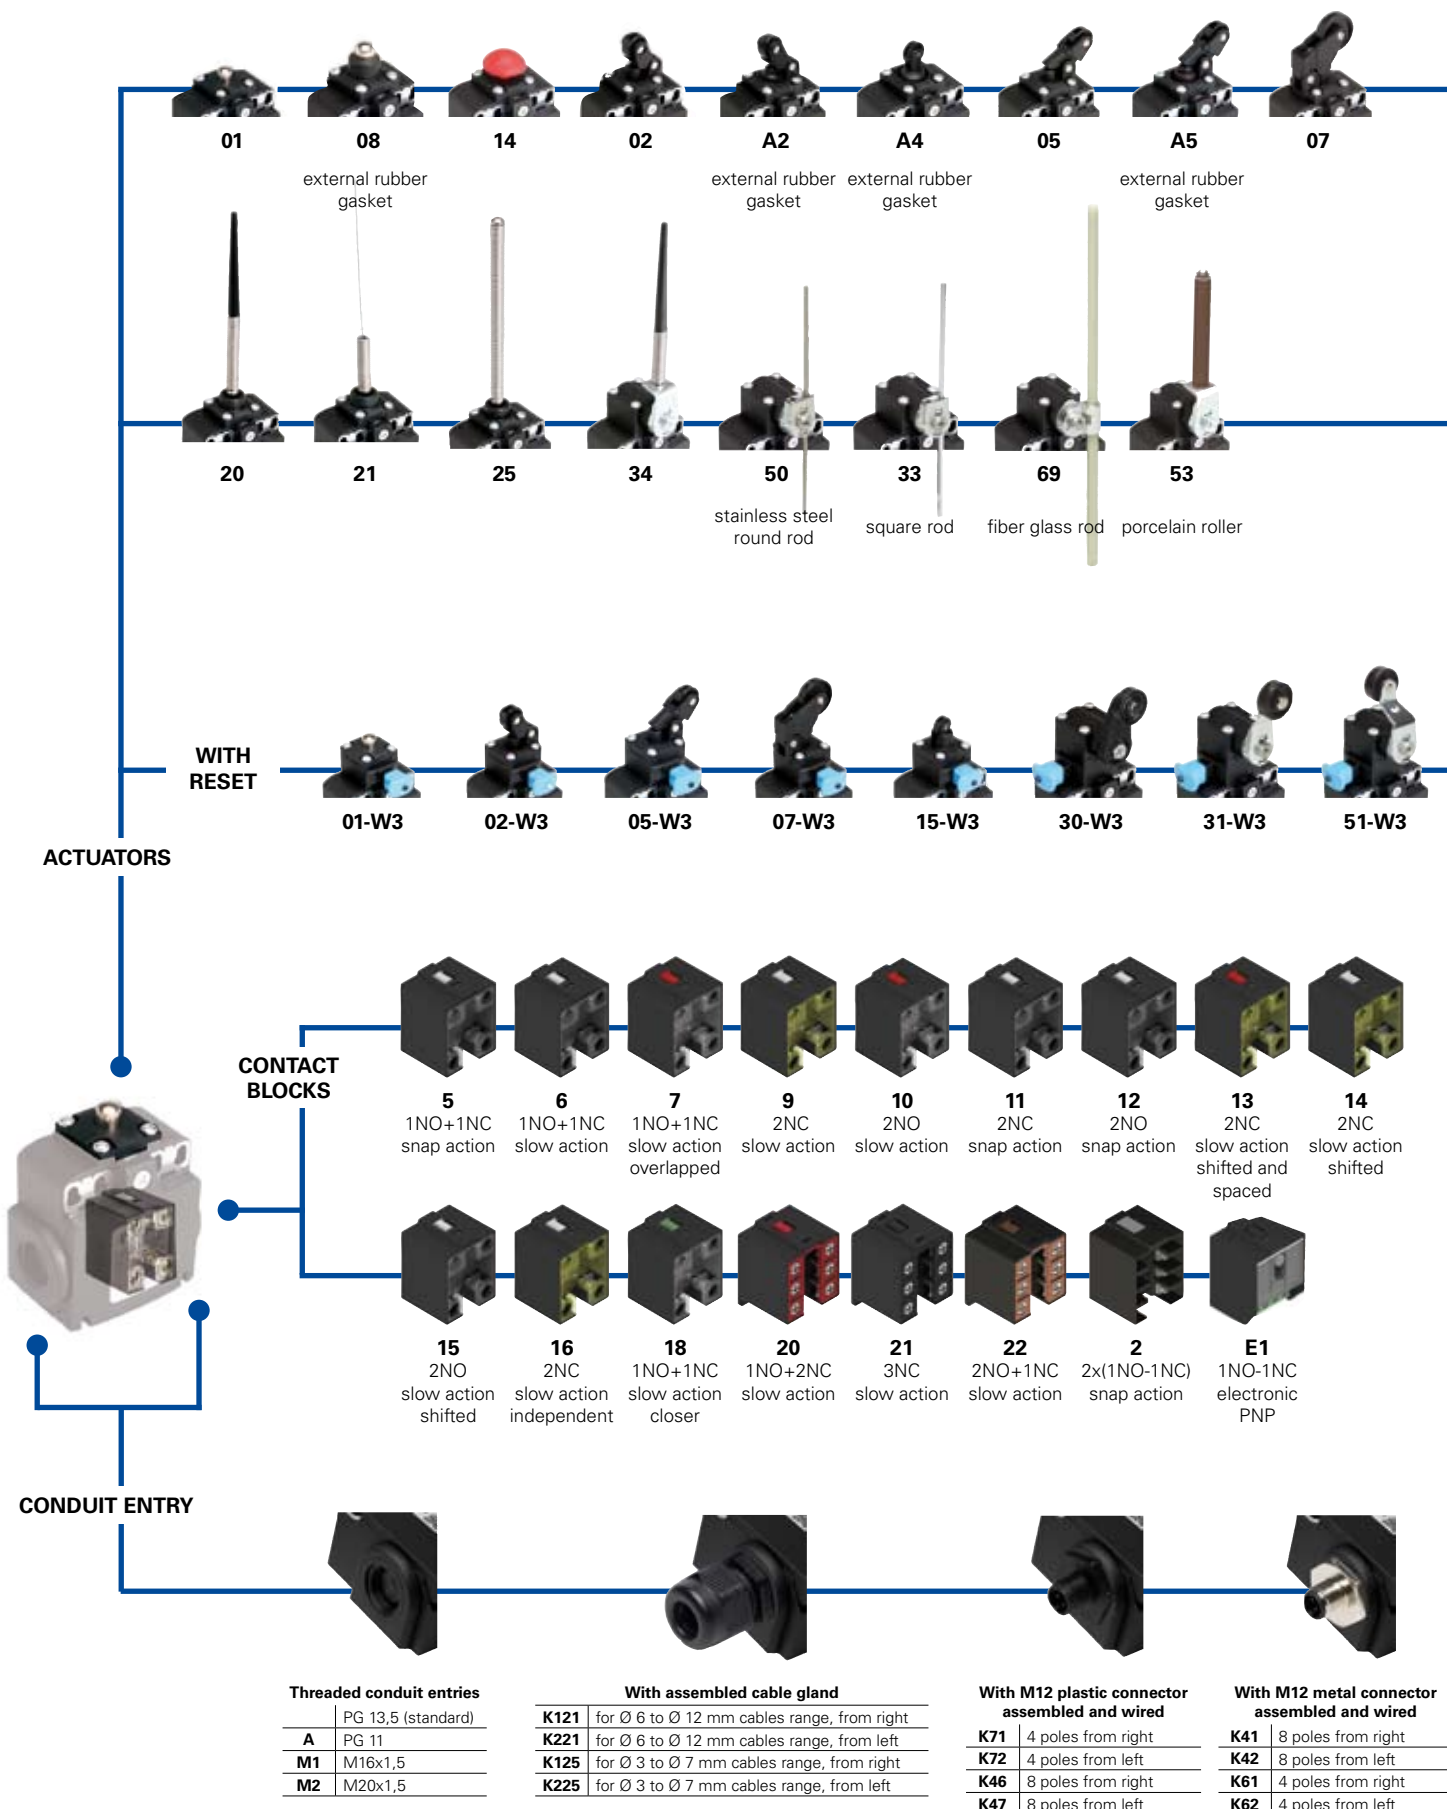 01 08 14 02 A2 A4 05 A5 07
external rubber external rubber external rubber external rubber
gasket gasket gasket gasket
20 21 25 34 50 33 69 53
stainless steel
round rod square rod fiber glass rod porcelain roller
WITH
RESET
01-W3 02-W3 05-W3 07-W3 15-W3 30-W3 31-W3 51-W3
ACTUATORS
CONTACT
BLOCKS
5 6 7 9 10 11 12 13 14
1NO+1NC 1NO+1NC 1NO+1NC 2NC 2NO 2NC 2NO 2NC 2NC
snap action slow action slow action slow action slow action snap action snap action slow action slow action
overlapped shifted and shifted
spaced
15 16 18 20 21 22 2 E1
2NO 2NC 1NO+1NC 1NO+2NC 3NC 2NO+1NC 2x(1NO-1NC) 1NO-1NC
slow action slow action slow action slow action slow action slow action snap action electronic
shifted independent closer PNP
CONDUIT ENTRY
Threaded conduit entries
PG 13,5 (standard)
A PG 11
M1 M16x1,5
M2 M20x1,5
With assembled cable gland
K121 for Ø 6 to Ø 12 mm cables range, from right
K221 for Ø 6 to Ø 12 mm cables range, from left
K125 for Ø 3 to Ø 7 mm cables range, from right
K225 for Ø 3 to Ø 7 mm cables range, from left
With M12 plastic connector
assembled and wired
K71 4 poles from right
K72 4 poles from left
K46 8 poles from right
K47 8 poles from left
With M12 metal connector
assembled and wired
K41 8 poles from right
K42 8 poles from left
K61 4 poles from right
K62 4 poles from left